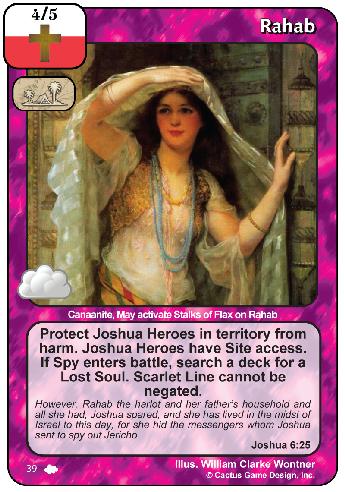 4/5
Rahab
Canaanite, May activate Stalks of Flax on Rahab
Protect Joshua Heroes in territory from
harm. Joshua Heroes have Site access.
If Spy enters battle, search a deck for a
Lost Soul. Scarlet Line cannot be
negated.
However, Rahab the harlot and her father's household and
all she had, Joshua spared; and she has lived in the midst of
Israel to this day, for she hid the messengers whom Joshua
sent to spy out Jericho.
Joshua 6:25
39
Illus. William Clarke Wontner
© Cactus Game Design, Inc.